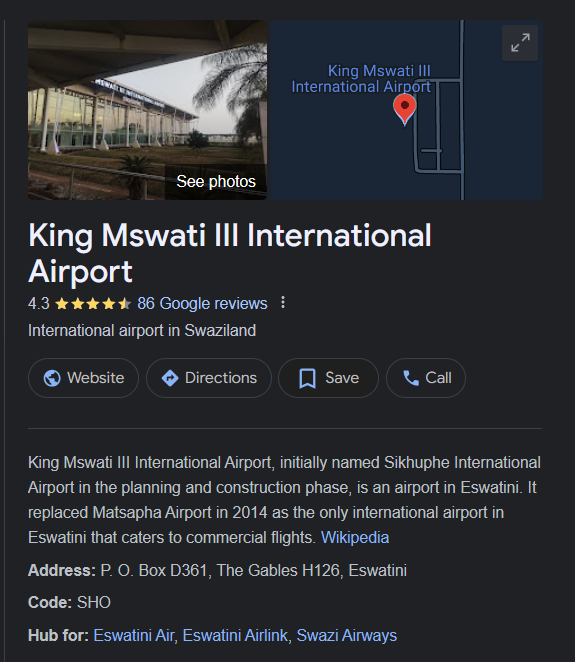 MSWATI III INTERNATIONAL
See photos
King Mswati III
International Airport
King Mswati III International
Airport
4.3 86 Google reviews
International airport in Swaziland
Website Directions Save Call
King Mswati III International Airport, initially named Sikhuphe International
Airport in the planning and construction phase, is an airport in Eswatini. It
replaced Matsapha Airport in 2014 as the only international airport in
Eswatini that caters to commercial flights. Wikipedia
Address: P. O. Box D361, The Gables H126, Eswatini
Code: SHO
Hub for: Eswatini Air, Eswatini Airlink, Swazi Airways